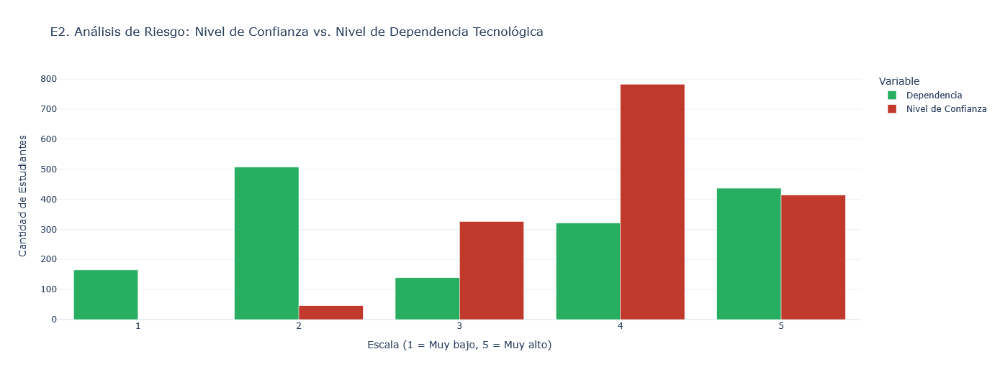 E2. Análisis de Riesgo: Nivel de Confianza vs. Nivel de Dependencia Tecnológica
Variable
Dependencia
Nivel de Confianza
Cantidad de Estudiantes
800
700
600
500
400
300
200
100
0
1 2 3 4 5
Escala (1 = Muy bajo, 5 = Muy alto)